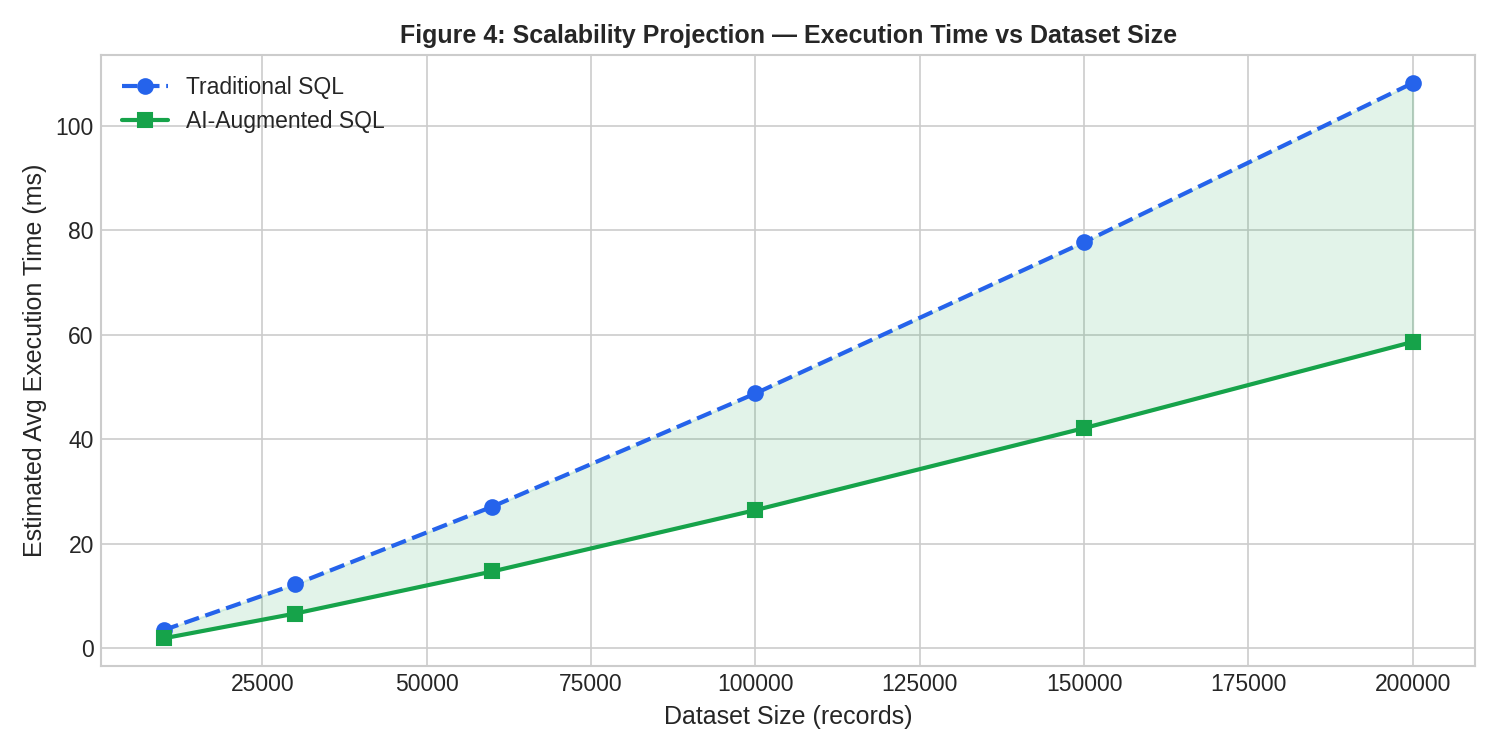 Figure 4: Scalability Projection — Execution Time vs Dataset Size
Traditional SQL
AI-Augmented SQL
Estimated Avg Execution Time (ms)
100
80
60
40
20
0
25000 50000 75000 100000 125000 150000 175000 200000
Dataset Size (records)